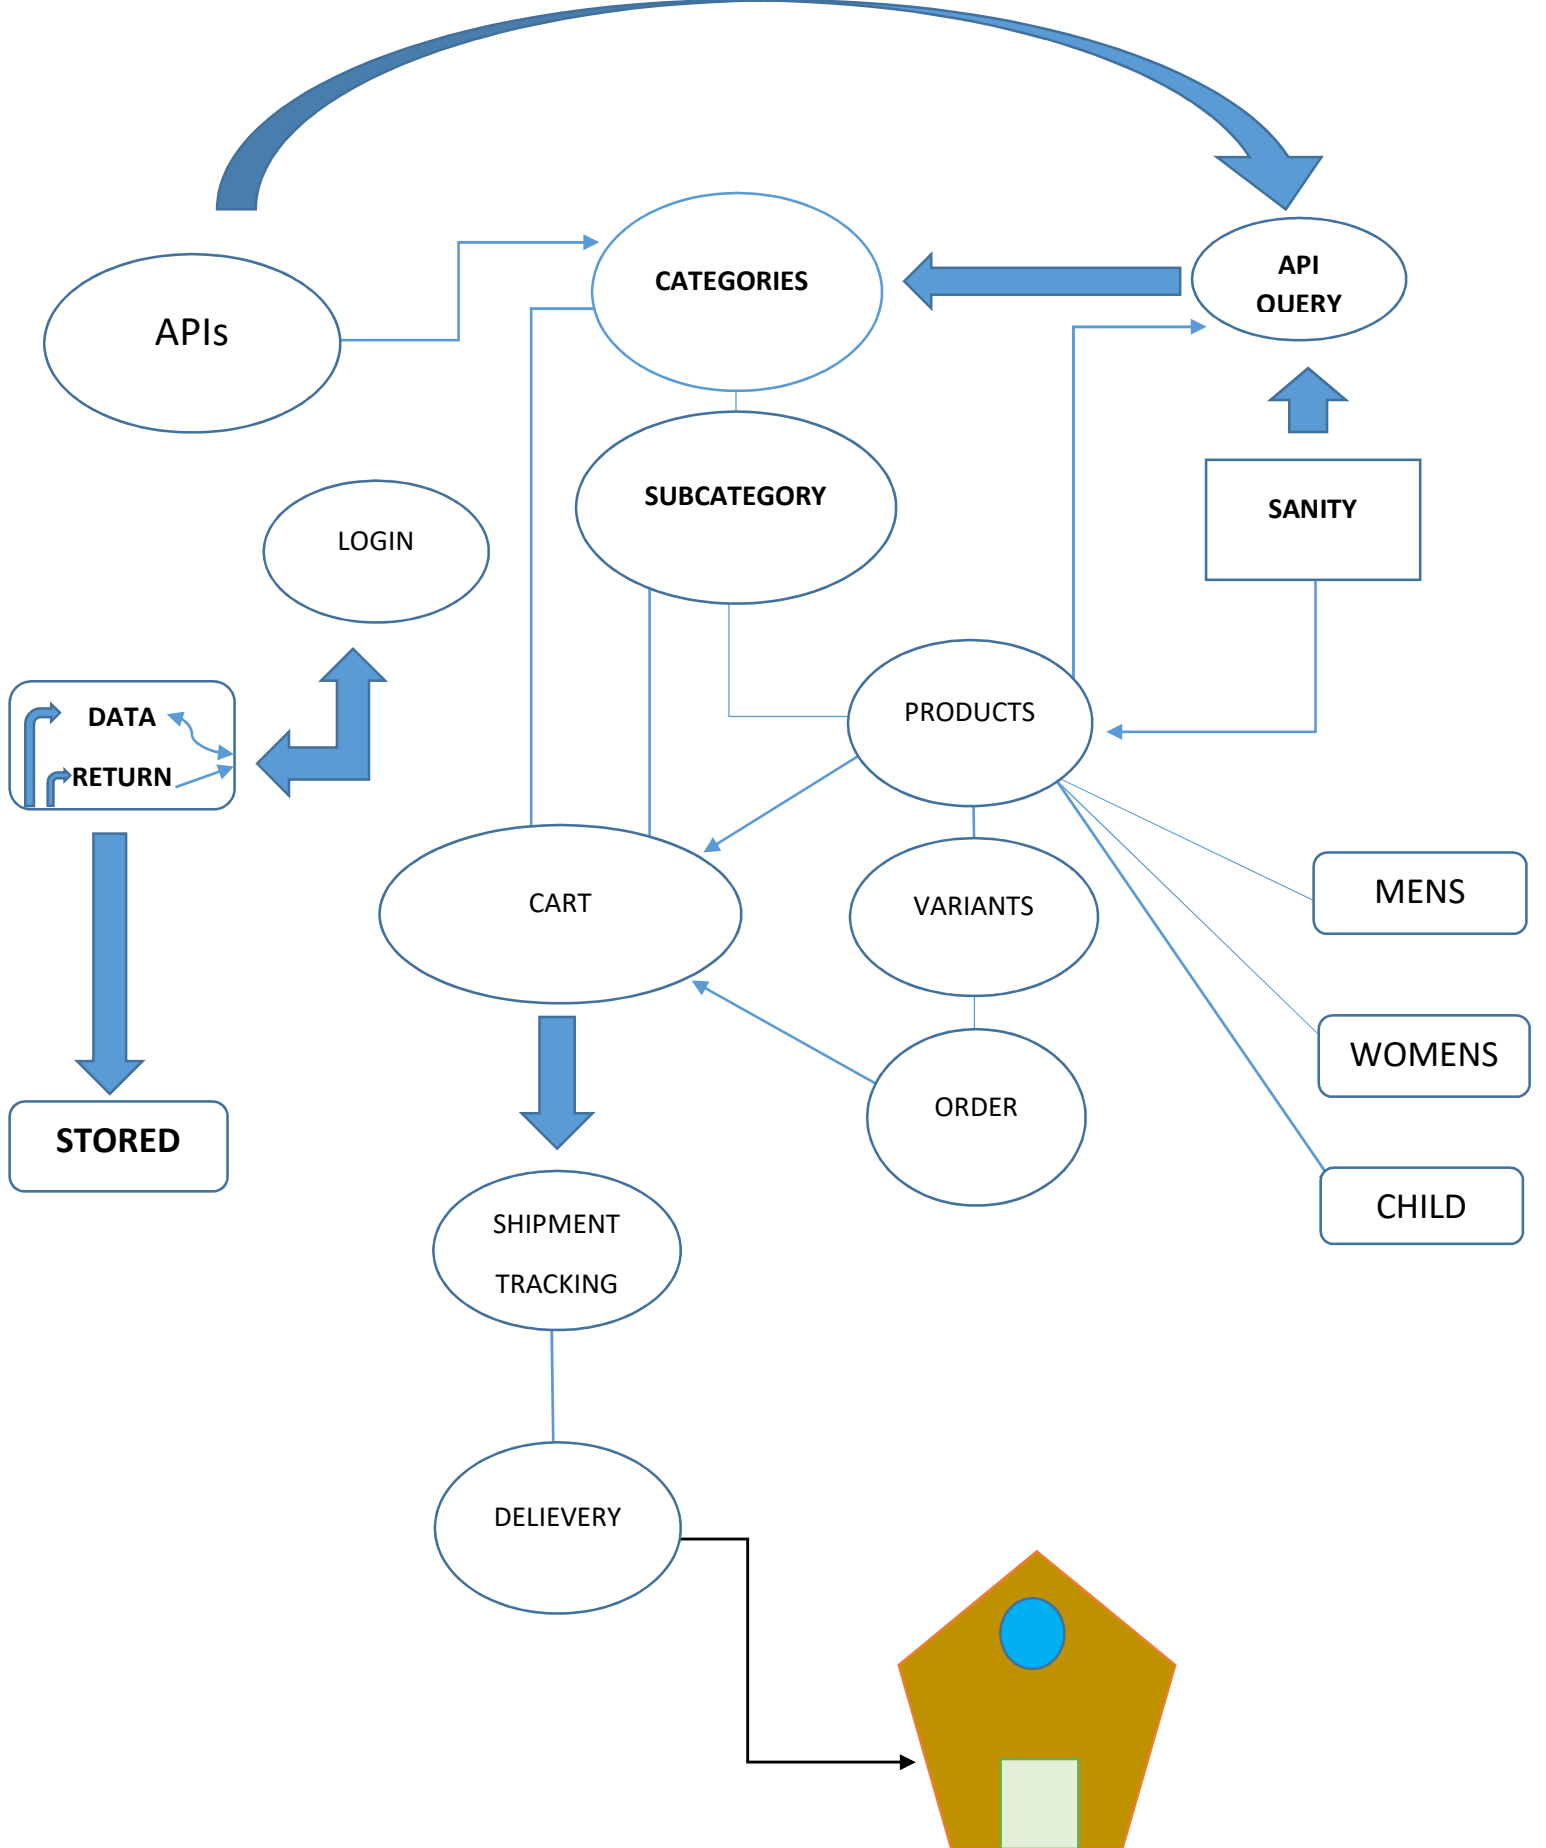 CATEGORIES
API
QUERY
APIs
SUBCATEGORY
SANITY
LOGIN
DATA
RETURN
PRODUCTS
CART
VARIANTS
MENS
WOMENS
ORDER
STORED
CHILD
SHIPMENT
TRACKING
DELIEVERY